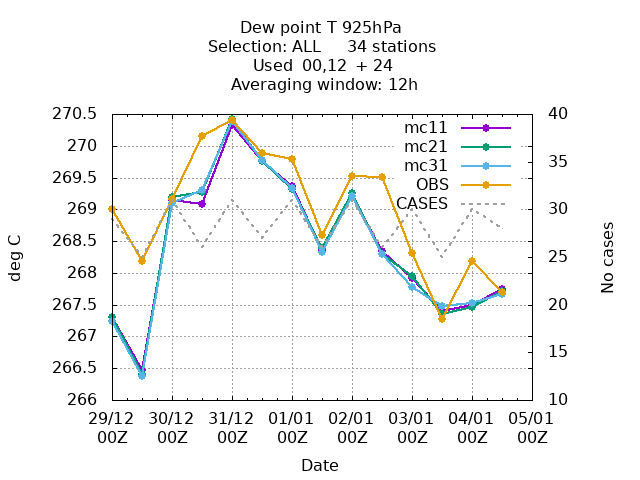 Dew point T 925hPa
Selection: ALL 34 stations
Used 00,12 + 24
Averaging window: 12h
270.5
270
269.5
269
268.5
268
267.5
267
266.5
266
deg C
40
35
30
25
20
15
10
No cases
mc11
mc21
mc31
OBS
CASES
29/12 30/12 31/12 01/01 02/01 03/01 04/01 05/01
00Z 00Z 00Z 00Z 00Z 00Z 00Z 00Z
Date